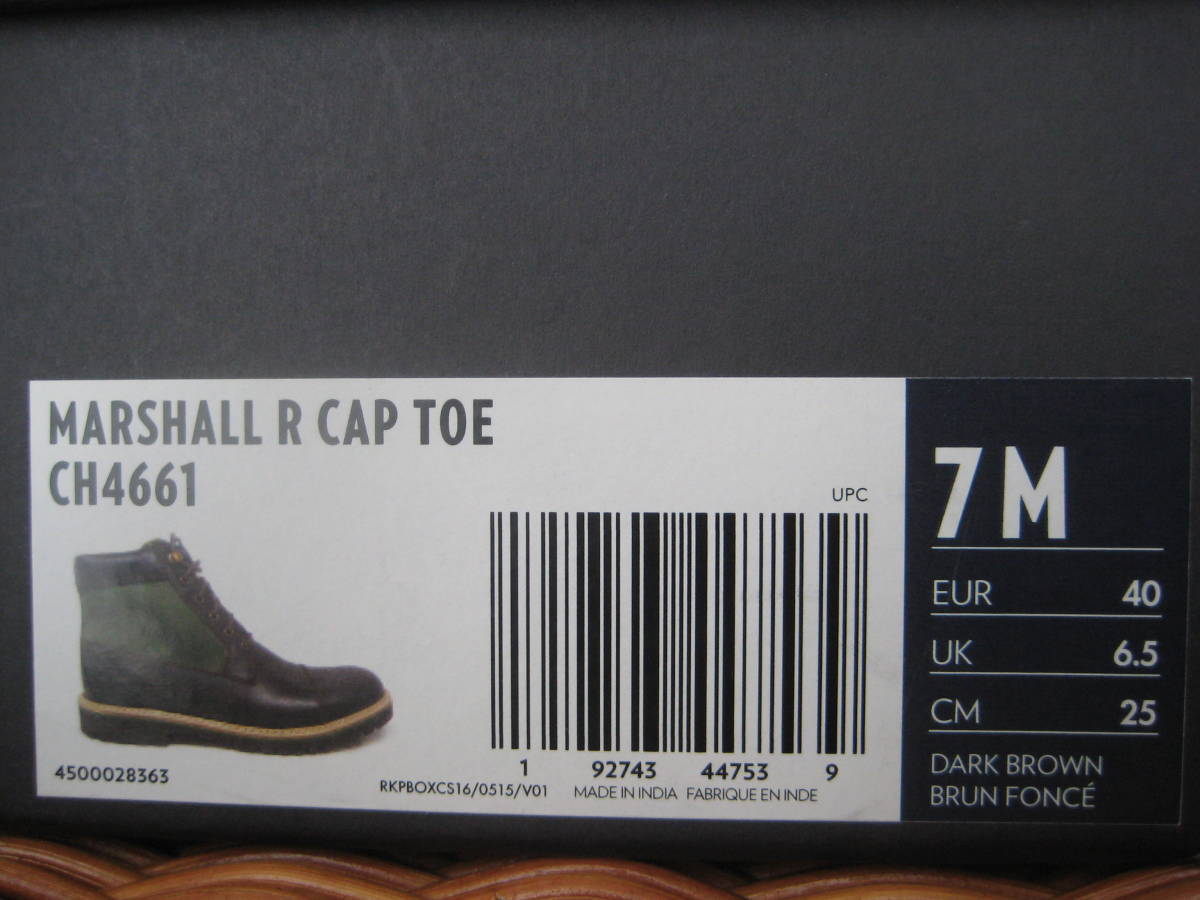 MARSHALL R CAP TOE
CH4661
UPC
1 92743 44753 9
4500028363
RKPBOXCS16/0515/V01
MADE IN INDIA FABRIQUE EN INDE
7 M
EUR 40
UK 6.5
CM 25
DARK BROWN
BRUN FONCÉ